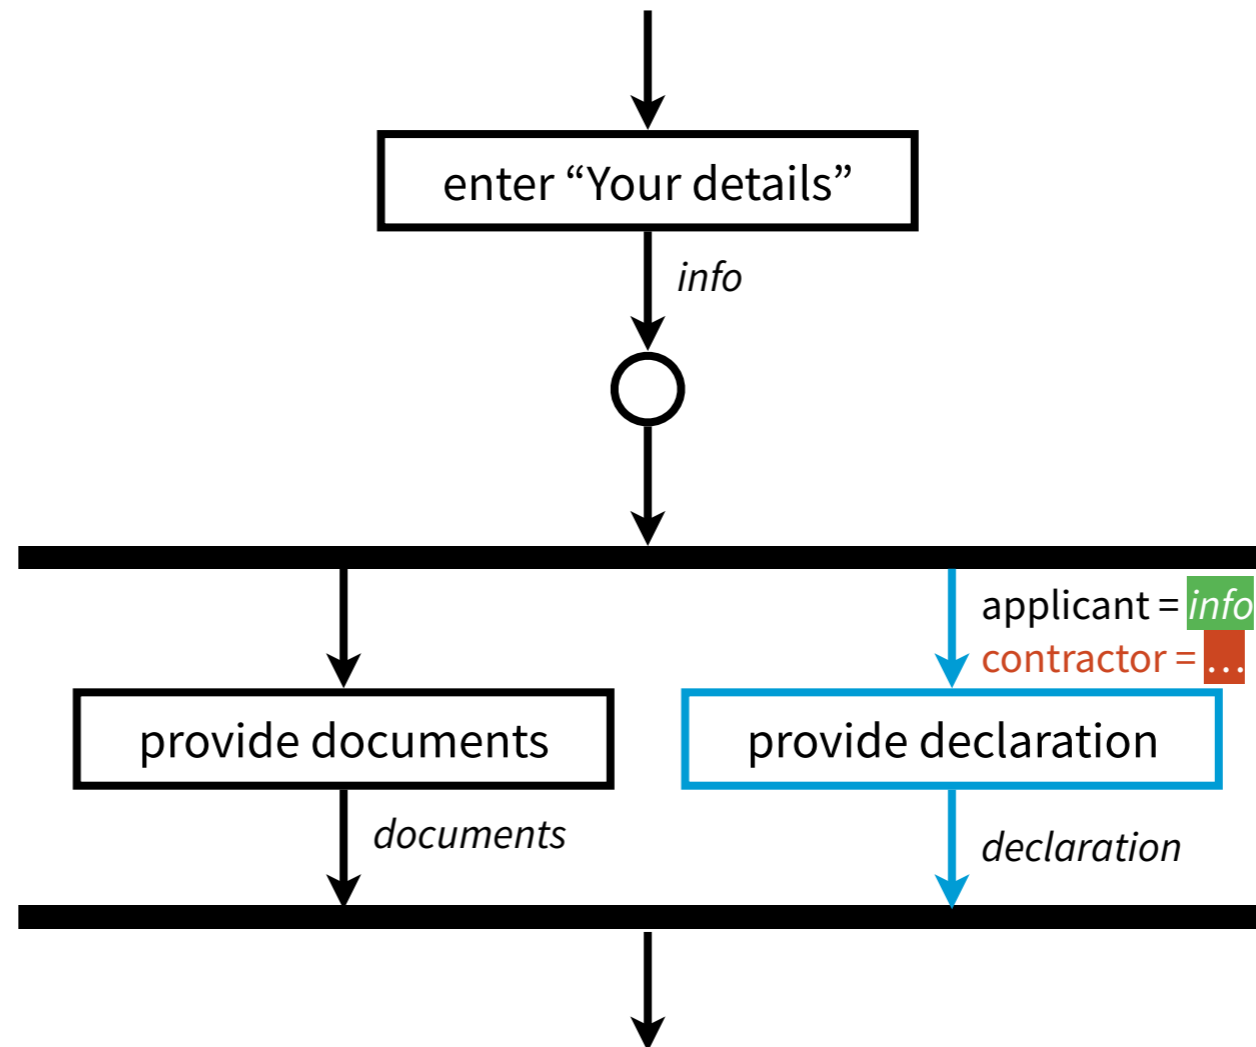 enter “Your details”
info
applicant = info
contractor = …
provide documents
provide declaration
documents
declaration